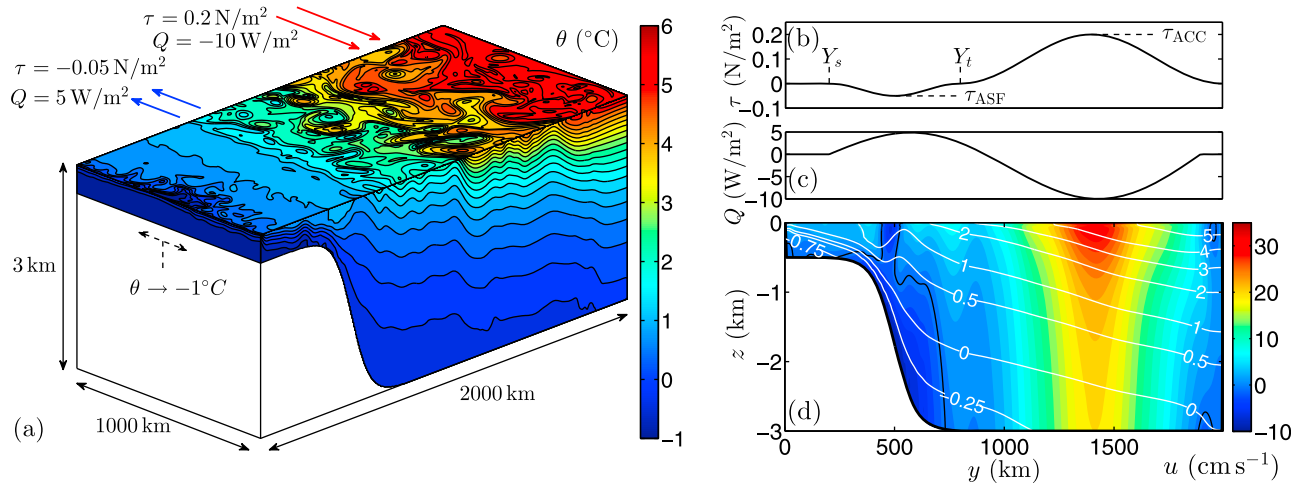 τ = 0.2 N/m²
Q = −10 W/m²
τ = −0.05 N/m²
Q = 5 W/m²
θ (°C)
6
5
4
3
2
1
0
−1
3 km
θ → −1°C
1000 km
2000 km
(a)
τ (N/m²)
0.2
0
−0.1
(b)
Y_s
Y_t
τ_ACC
τ_ASF
Q (W/m²)
5
0
−5
−10
(c)
z (km)
0
−1
−2
−3
−0.75
2
1
0.5
0
−0.25
5
4
3
2
1
0.5
0
(d)
0
500
1000
1500
y (km)
30
20
10
0
−10
u (cm s⁻¹)